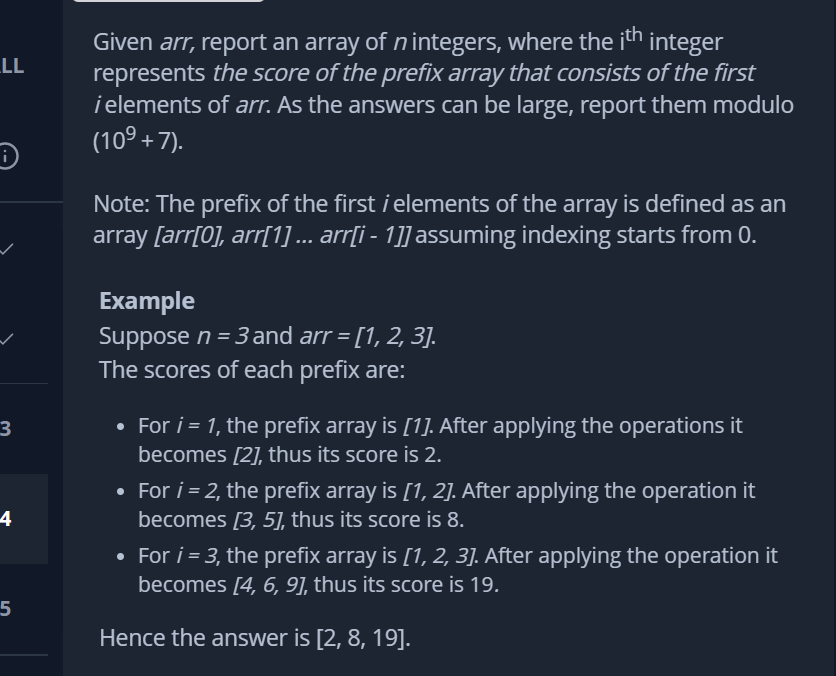 Given arr, report an array of n integers, where the iᵗʰ integer
LL
represents the score of the prefix array that consists of the first
i elements of arr. As the answers can be large, report them modulo
(10⁹ + 7).
Note: The prefix of the first i elements of the array is defined as an
array [arr[0], arr[1] ... arr[i - 1]] assuming indexing starts from 0.
Example
Suppose n = 3 and arr = [1, 2, 3].
The scores of each prefix are:
3
• For i = 1, the prefix array is [1]. After applying the operations it
becomes [2], thus its score is 2.
• For i = 2, the prefix array is [1, 2]. After applying the operation it
4
becomes [3, 5], thus its score is 8.
• For i = 3, the prefix array is [1, 2, 3]. After applying the operation it
becomes [4, 6, 9], thus its score is 19.
5
Hence the answer is [2, 8, 19].